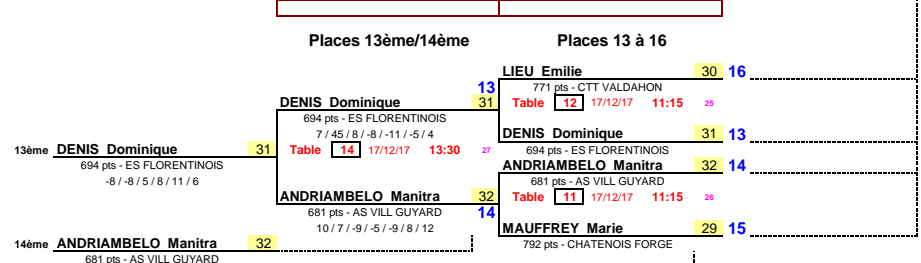 Places 13ème/14ème Places 13 à 16
LIEU Emilie 30 16
13 771 pts - CTT VALDAHON
DENIS Dominique 31 Table 12 17/12/17 11:15 25
694 pts - ES FLORENTINOIS
7 / 45 / 8 / -8 / -11 / -5 / 4 DENIS Dominique 31 13
13ème DENIS Dominique 31 Table 14 17/12/17 13:30 27 694 pts - ES FLORENTINOIS
694 pts - ES FLORENTINOIS ANDRIAMBELO Manitra 32 14
-8 / -8 / 5 / 8 / 11 / 6 681 pts - AS VILL GUYARD
ANDRIAMBELO Manitra 32 Table 11 17/12/17 11:15 26
681 pts - AS VILL GUYARD 14
10 / 7 / -9 / -5 / -9 / 8 / 12 MAUFFREY Marie 29 15
14ème ANDRIAMBELO Manitra 32 792 pts - CHATENOIS FORGE
681 pts - AS VILL GUYARD